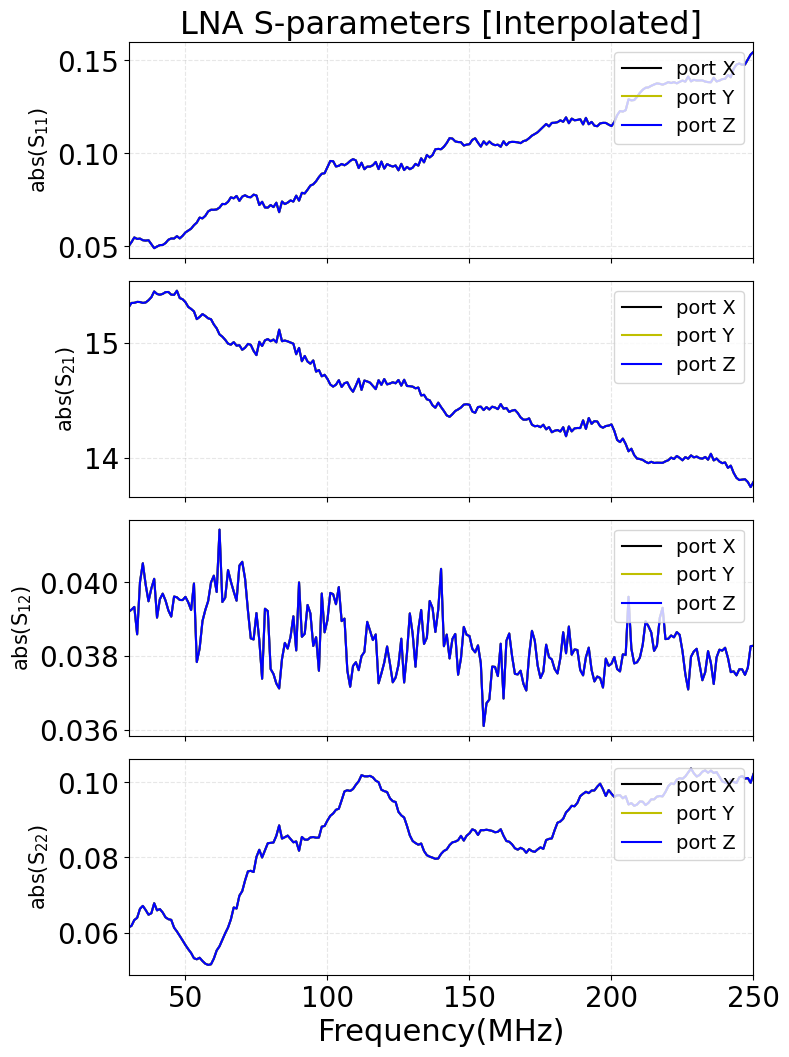 LNA S-parameters [Interpolated]
0.15
0.10
0.05
abs(S11)
port X
port Y
port Z
15
14
abs(S21)
port X
port Y
port Z
0.040
0.038
0.036
abs(S12)
port X
port Y
port Z
0.10
0.08
0.06
abs(S22)
port X
port Y
port Z
50 100 150 200 250
Frequency(MHz)